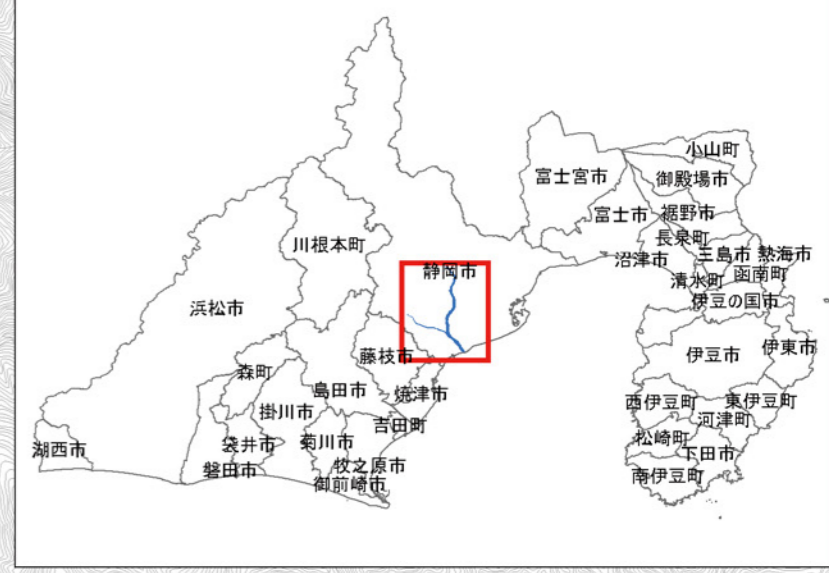 小山町
富士宮市
御殿場市
富士市
裾野市
長泉町
川根本町
三島市
熱海市
沼津市
静岡市
函南町
清水町
伊豆の国市
浜松市
伊東市
藤枝市
伊豆市
森町
島田市
焼津市
西伊豆町
東伊豆町
掛川市
河津町
吉田町
松崎町
袋井市
菊川市
湖西市
下田市
牧之原市
磐田市
南伊豆町
御前崎市